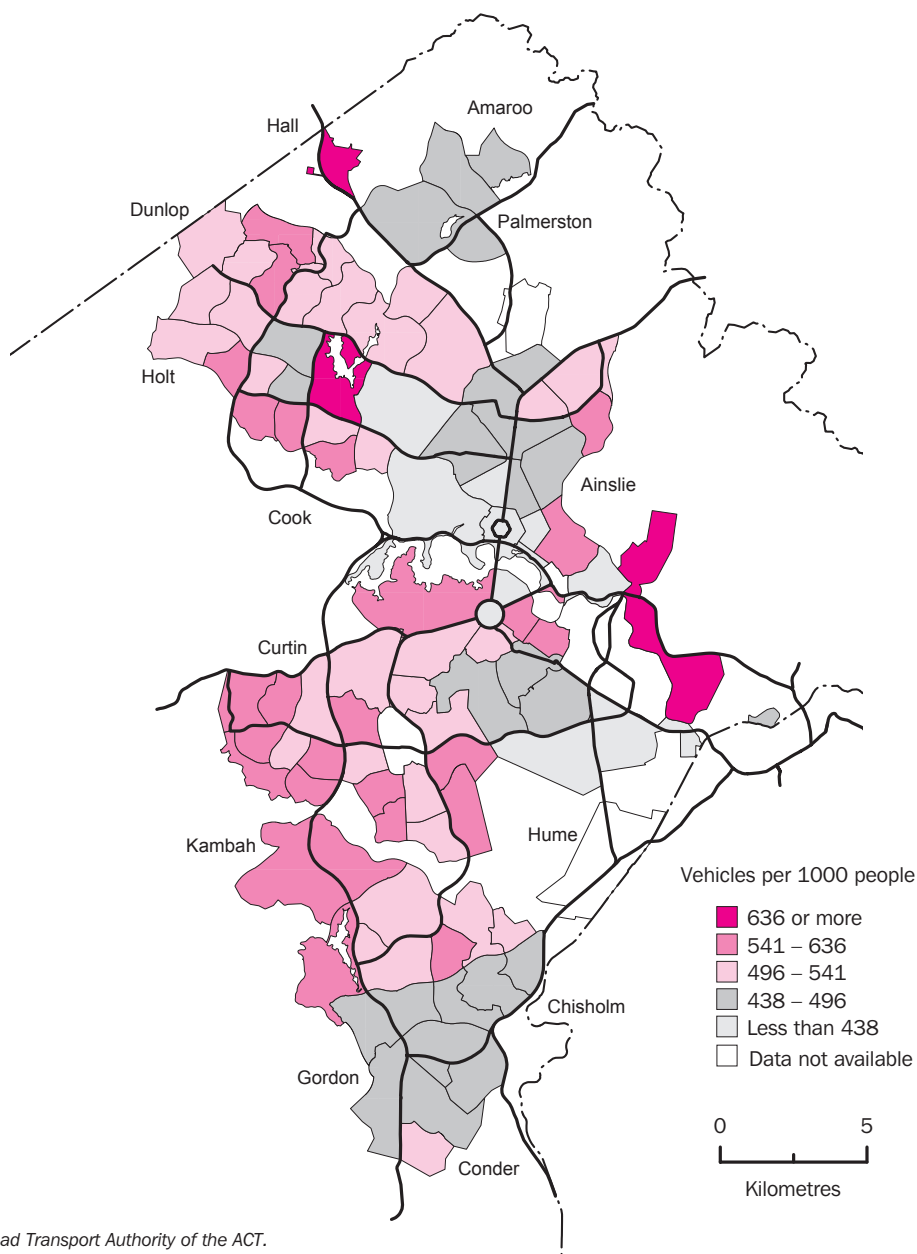 Amaroo
Hall
Dunlop
Palmerston
Holt
Ainslie
Cook
Curtin
Kambah
Hume
Vehicles per 1000 people
636 or more
541 – 636
496 – 541
438 – 496
Less than 438
Data not available
Chisholm
Gordon
0 5
Kilometres
Conder
ad Transport Authority of the ACT.